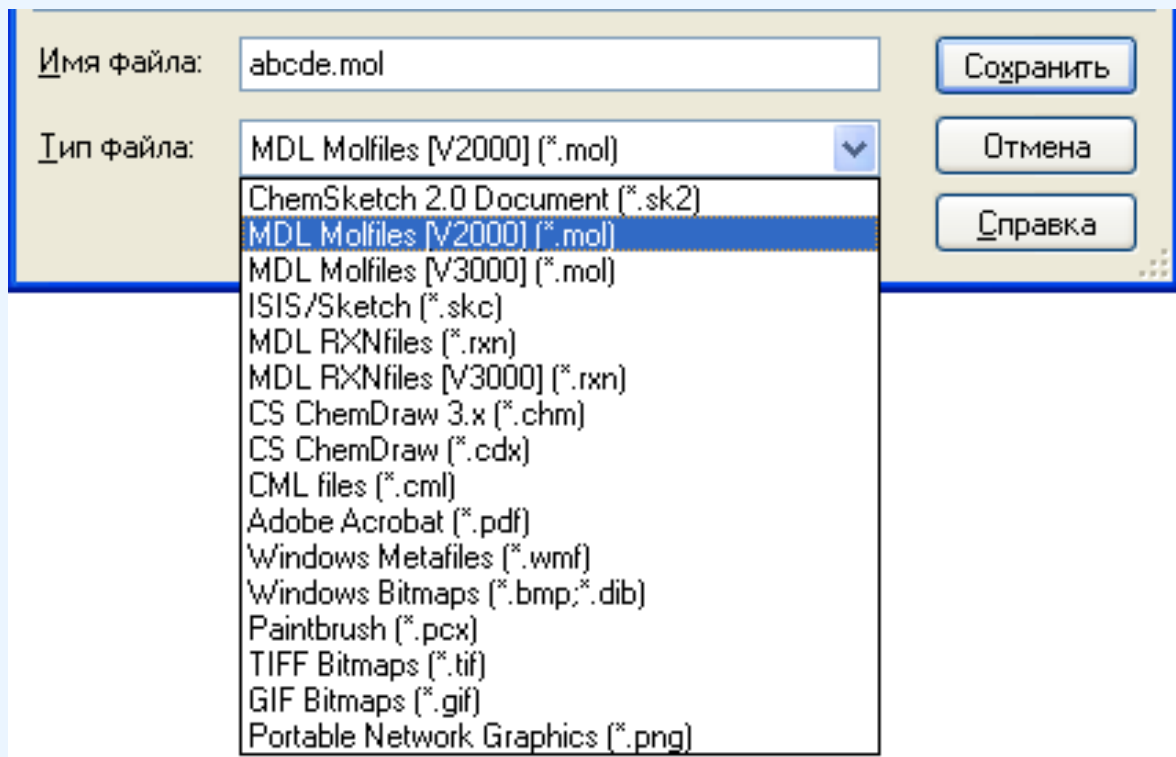 Имя файла: abcde.mol Сохранить
Тип файла: MDL Molfiles [V2000] (*.mol) Отмена
ChemSketch 2.0 Document (*.sk2)
MDL Molfiles [V2000] (*.mol) Справка
MDL Molfiles [V3000] (*.mol)
ISIS/Sketch (*.skc)
MDL RXNfiles (*.rxn)
MDL RXNfiles [V3000] (*.rxn)
CS ChemDraw 3.x (*.chm)
CS ChemDraw (*.cdx)
CML files (*.cml)
Adobe Acrobat (*.pdf)
Windows Metafiles (*.wmf)
Windows Bitmaps (*.bmp;*.dib)
Paintbrush (*.pcx)
TIFF Bitmaps (*.tif)
GIF Bitmaps (*.gif)
Portable Network Graphics (*.png)